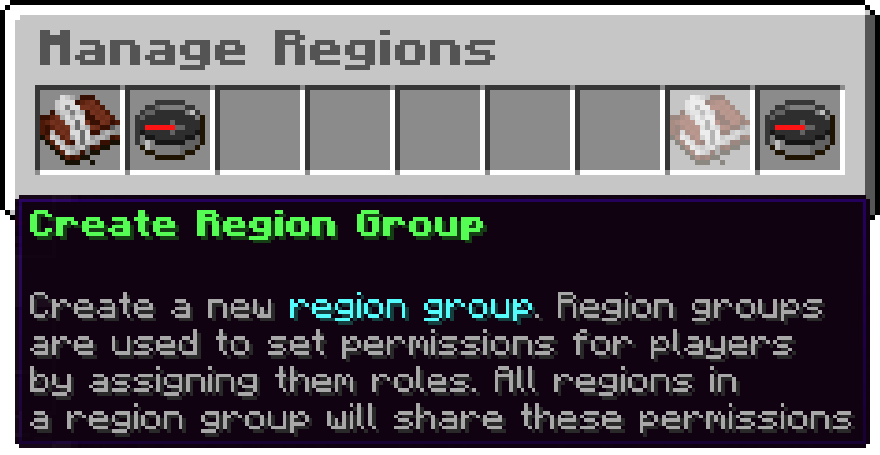 Manage Regions
Create Region Group
Create a new region group. Region groups
are used to set permissions for players
by assigning them roles. All regions in
a region group will share these permissions